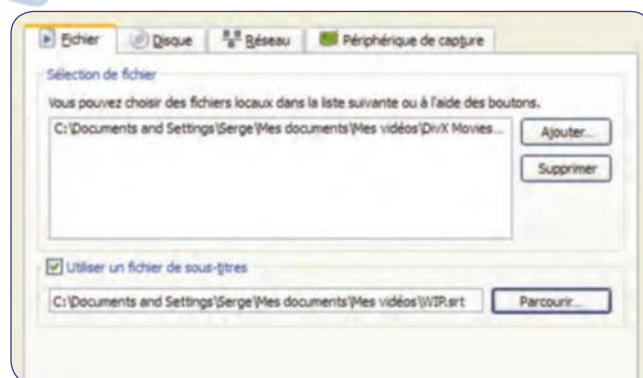 Fichier Disque Réseau Périphérique de capture
Sélection de fichier
Vous pouvez choisir des fichiers locaux dans la liste suivante ou à l'aide des boutons.
C:\Documents and Settings\Serge\Mes documents\Mes vidéos\DivX Movies... Ajouter...
Supprimer
Utiliser un fichier de sous-titres
C:\Documents and Settings\Serge\Mes documents\Mes vidéos\WIP.srt Parcourir...